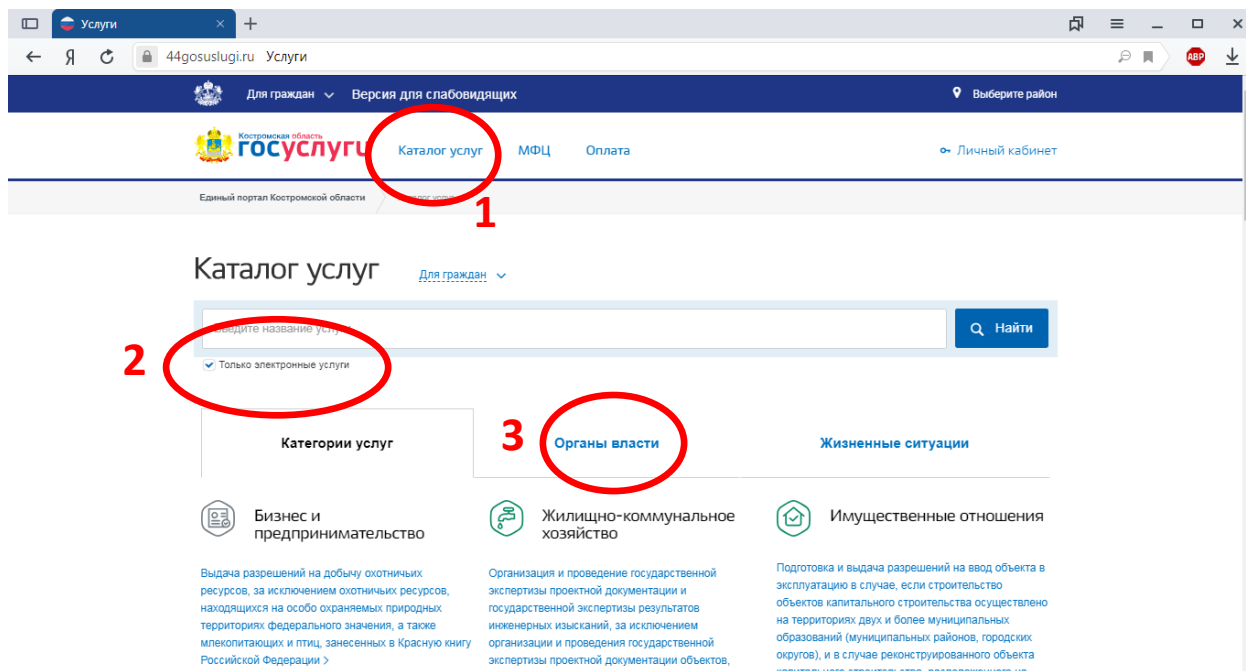 Услуги
44gosuslugi.ru Услуги
ABP
Для граждан Версия для слабовидящих Выберите район
Костромская область
госуслуги Каталог услуг МФЦ Оплата Личный кабинет
Единый портал Костромской области Каталог услуг
1
Каталог услуг Для граждан
Введите название услуги Найти
2
Только электронные услуги
Категории услуг
3
Органы власти
Жизненные ситуации
Бизнес и
предпринимательство
Выдача разрешений на добычу охотничьих
ресурсов, за исключением охотничьих ресурсов,
находящихся на особо охраняемых природных
территориях федерального значения, а также
млекопитающих и птиц, занесенных в Красную книгу
Российской Федерации >
Жилищно-коммунальное
хозяйство
Организация и проведение государственной
экспертизы проектной документации и
государственной экспертизы результатов
инженерных изысканий, за исключением
организации и проведения государственной
экспертизы проектной документации объектов,
Имущественные отношения
Подготовка и выдача разрешений на ввод объекта в
эксплуатацию в случае, если строительство
объектов капитального строительства осуществлено
на территориях двух и более муниципальных
образований (муниципальных районов, городских
округов), и в случае реконструированного объекта
капитального строительства, расположенного на